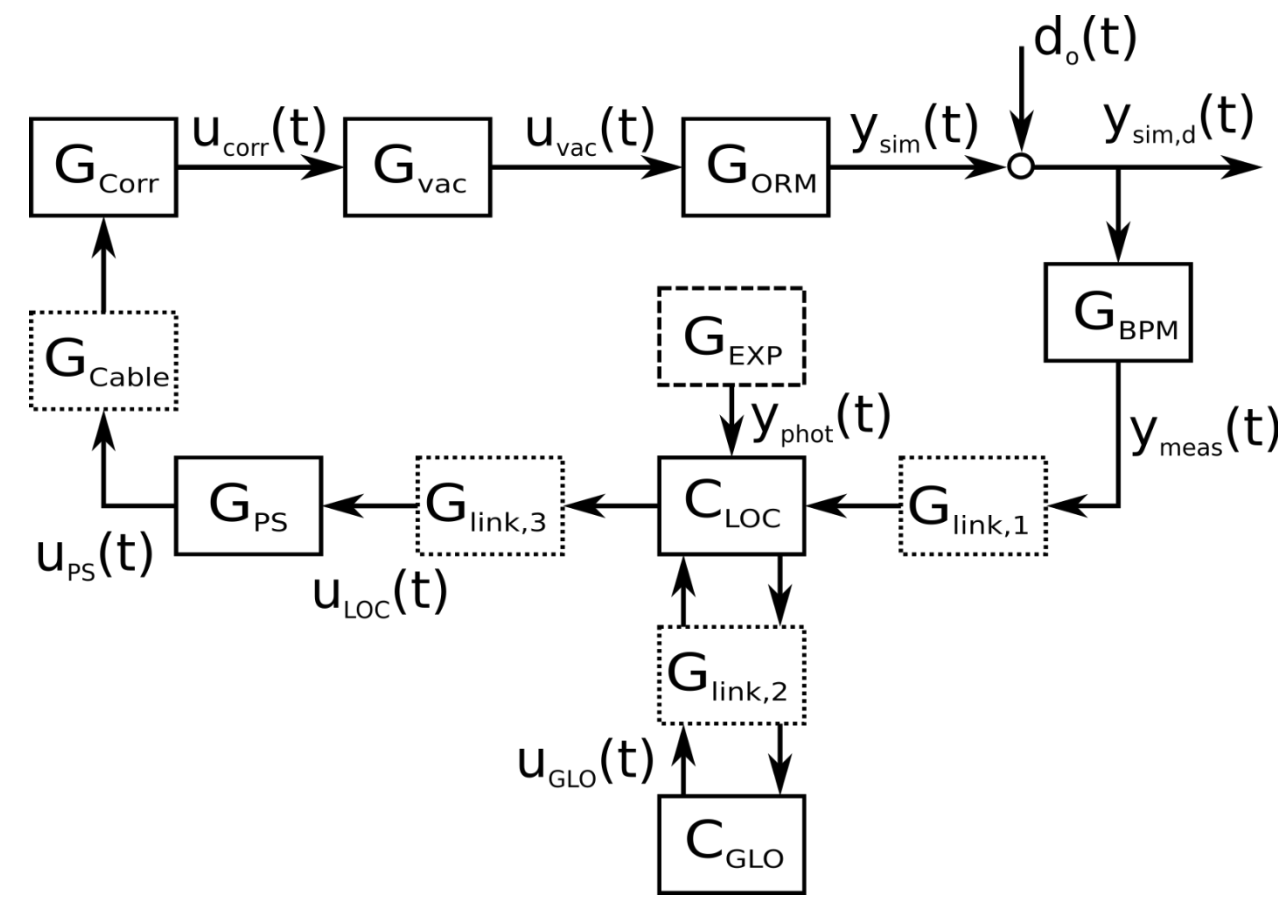 d_o(t)
G_Corr
u_corr(t)
G_vac
u_vac(t)
G_ORM
y_sim(t)
y_sim,d(t)
G_BPM
G_EXP
G_Cable
y_phot(t)
y_meas(t)
G_PS
G_link,3
C_LOC
G_link,1
u_PS(t)
u_LOC(t)
G_link,2
u_GLO(t)
C_GLO